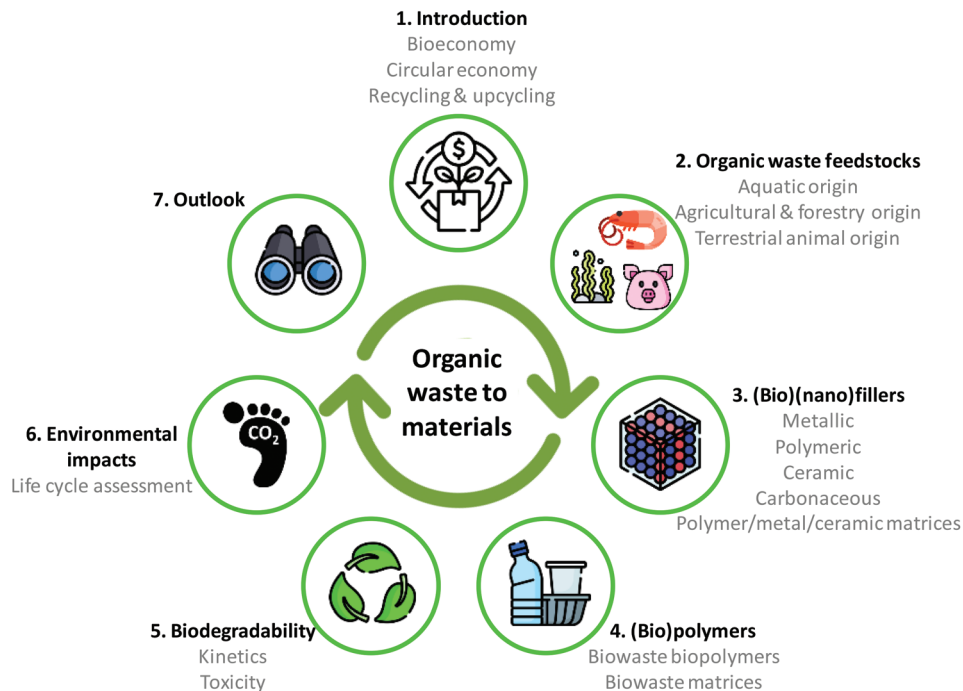 1. Introduction
Bioeconomy
Circular economy
Recycling & upcycling
$
2. Organic waste feedstocks
Aquatic origin
Agricultural & forestry origin
Terrestrial animal origin
3. (Bio)(nano)fillers
Metallic
Polymeric
Ceramic
Carbonaceous
Polymer/metal/ceramic matrices
4. (Bio)polymers
Biowaste biopolymers
Biowaste matrices
5. Biodegradability
Kinetics
Toxicity
6. Environmental
impacts
Life cycle assessment
CO₂
7. Outlook
Organic
waste to
materials